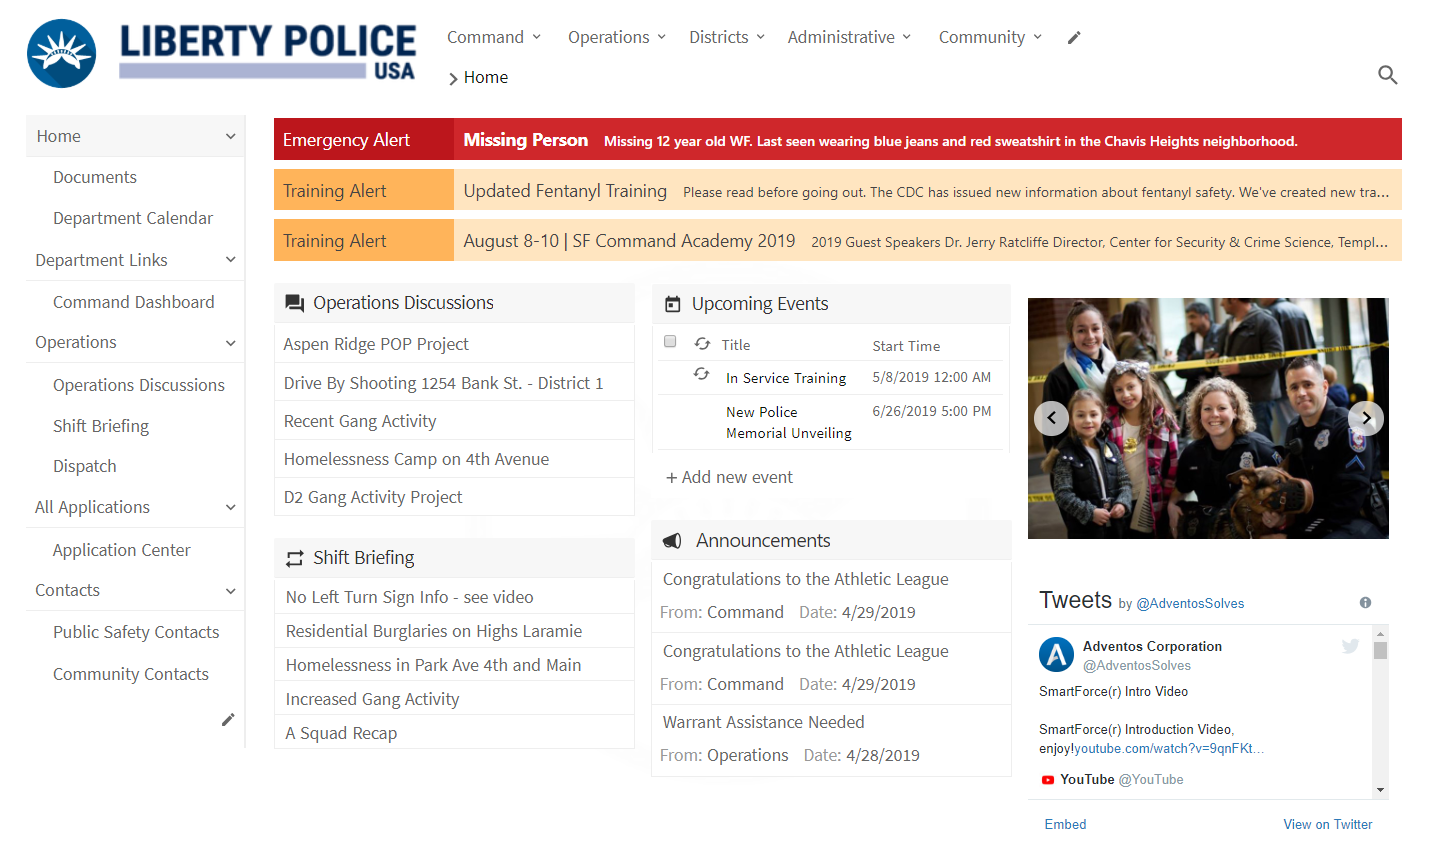 LIBERTY POLICE
USA
Command
Operations
Districts
Administrative
Community
Home
Home
Documents
Department Calendar
Department Links
Command Dashboard
Operations
Operations Discussions
Shift Briefing
Dispatch
All Applications
Application Center
Contacts
Public Safety Contacts
Community Contacts
Emergency Alert Missing Person Missing 12 year old WF. Last seen wearing blue jeans and red sweatshirt in the Chavis Heights neighborhood.
Training Alert Updated Fentanyl Training Please read before going out. The CDC has issued new information about fentanyl safety. We've created new tra...
Training Alert August 8-10 | SF Command Academy 2019 2019 Guest Speakers Dr. Jerry Ratcliffe Director, Center for Security & Crime Science, Templ...
Operations Discussions
Aspen Ridge POP Project
Drive By Shooting 1254 Bank St. - District 1
Recent Gang Activity
Homelessness Camp on 4th Avenue
D2 Gang Activity Project
Shift Briefing
No Left Turn Sign Info - see video
Residential Burglaries on Highs Laramie
Homelessness in Park Ave 4th and Main
Increased Gang Activity
A Squad Recap
Upcoming Events
Title Start Time
In Service Training 5/8/2019 12:00 AM
New Police 6/26/2019 5:00 PM
Memorial Unveiling
+ Add new event
Announcements
Congratulations to the Athletic League
From: Command Date: 4/29/2019
Congratulations to the Athletic League
From: Command Date: 4/29/2019
Warrant Assistance Needed
From: Operations Date: 4/28/2019
Tweets by @AdventosSolves
Adventos Corporation
@AdventosSolves
SmartForce(r) Intro Video
SmartForce(r) Introduction Video,
enjoy!youtube.com/watch?v=9qnFKt...
YouTube @YouTube
Embed
View on Twitter